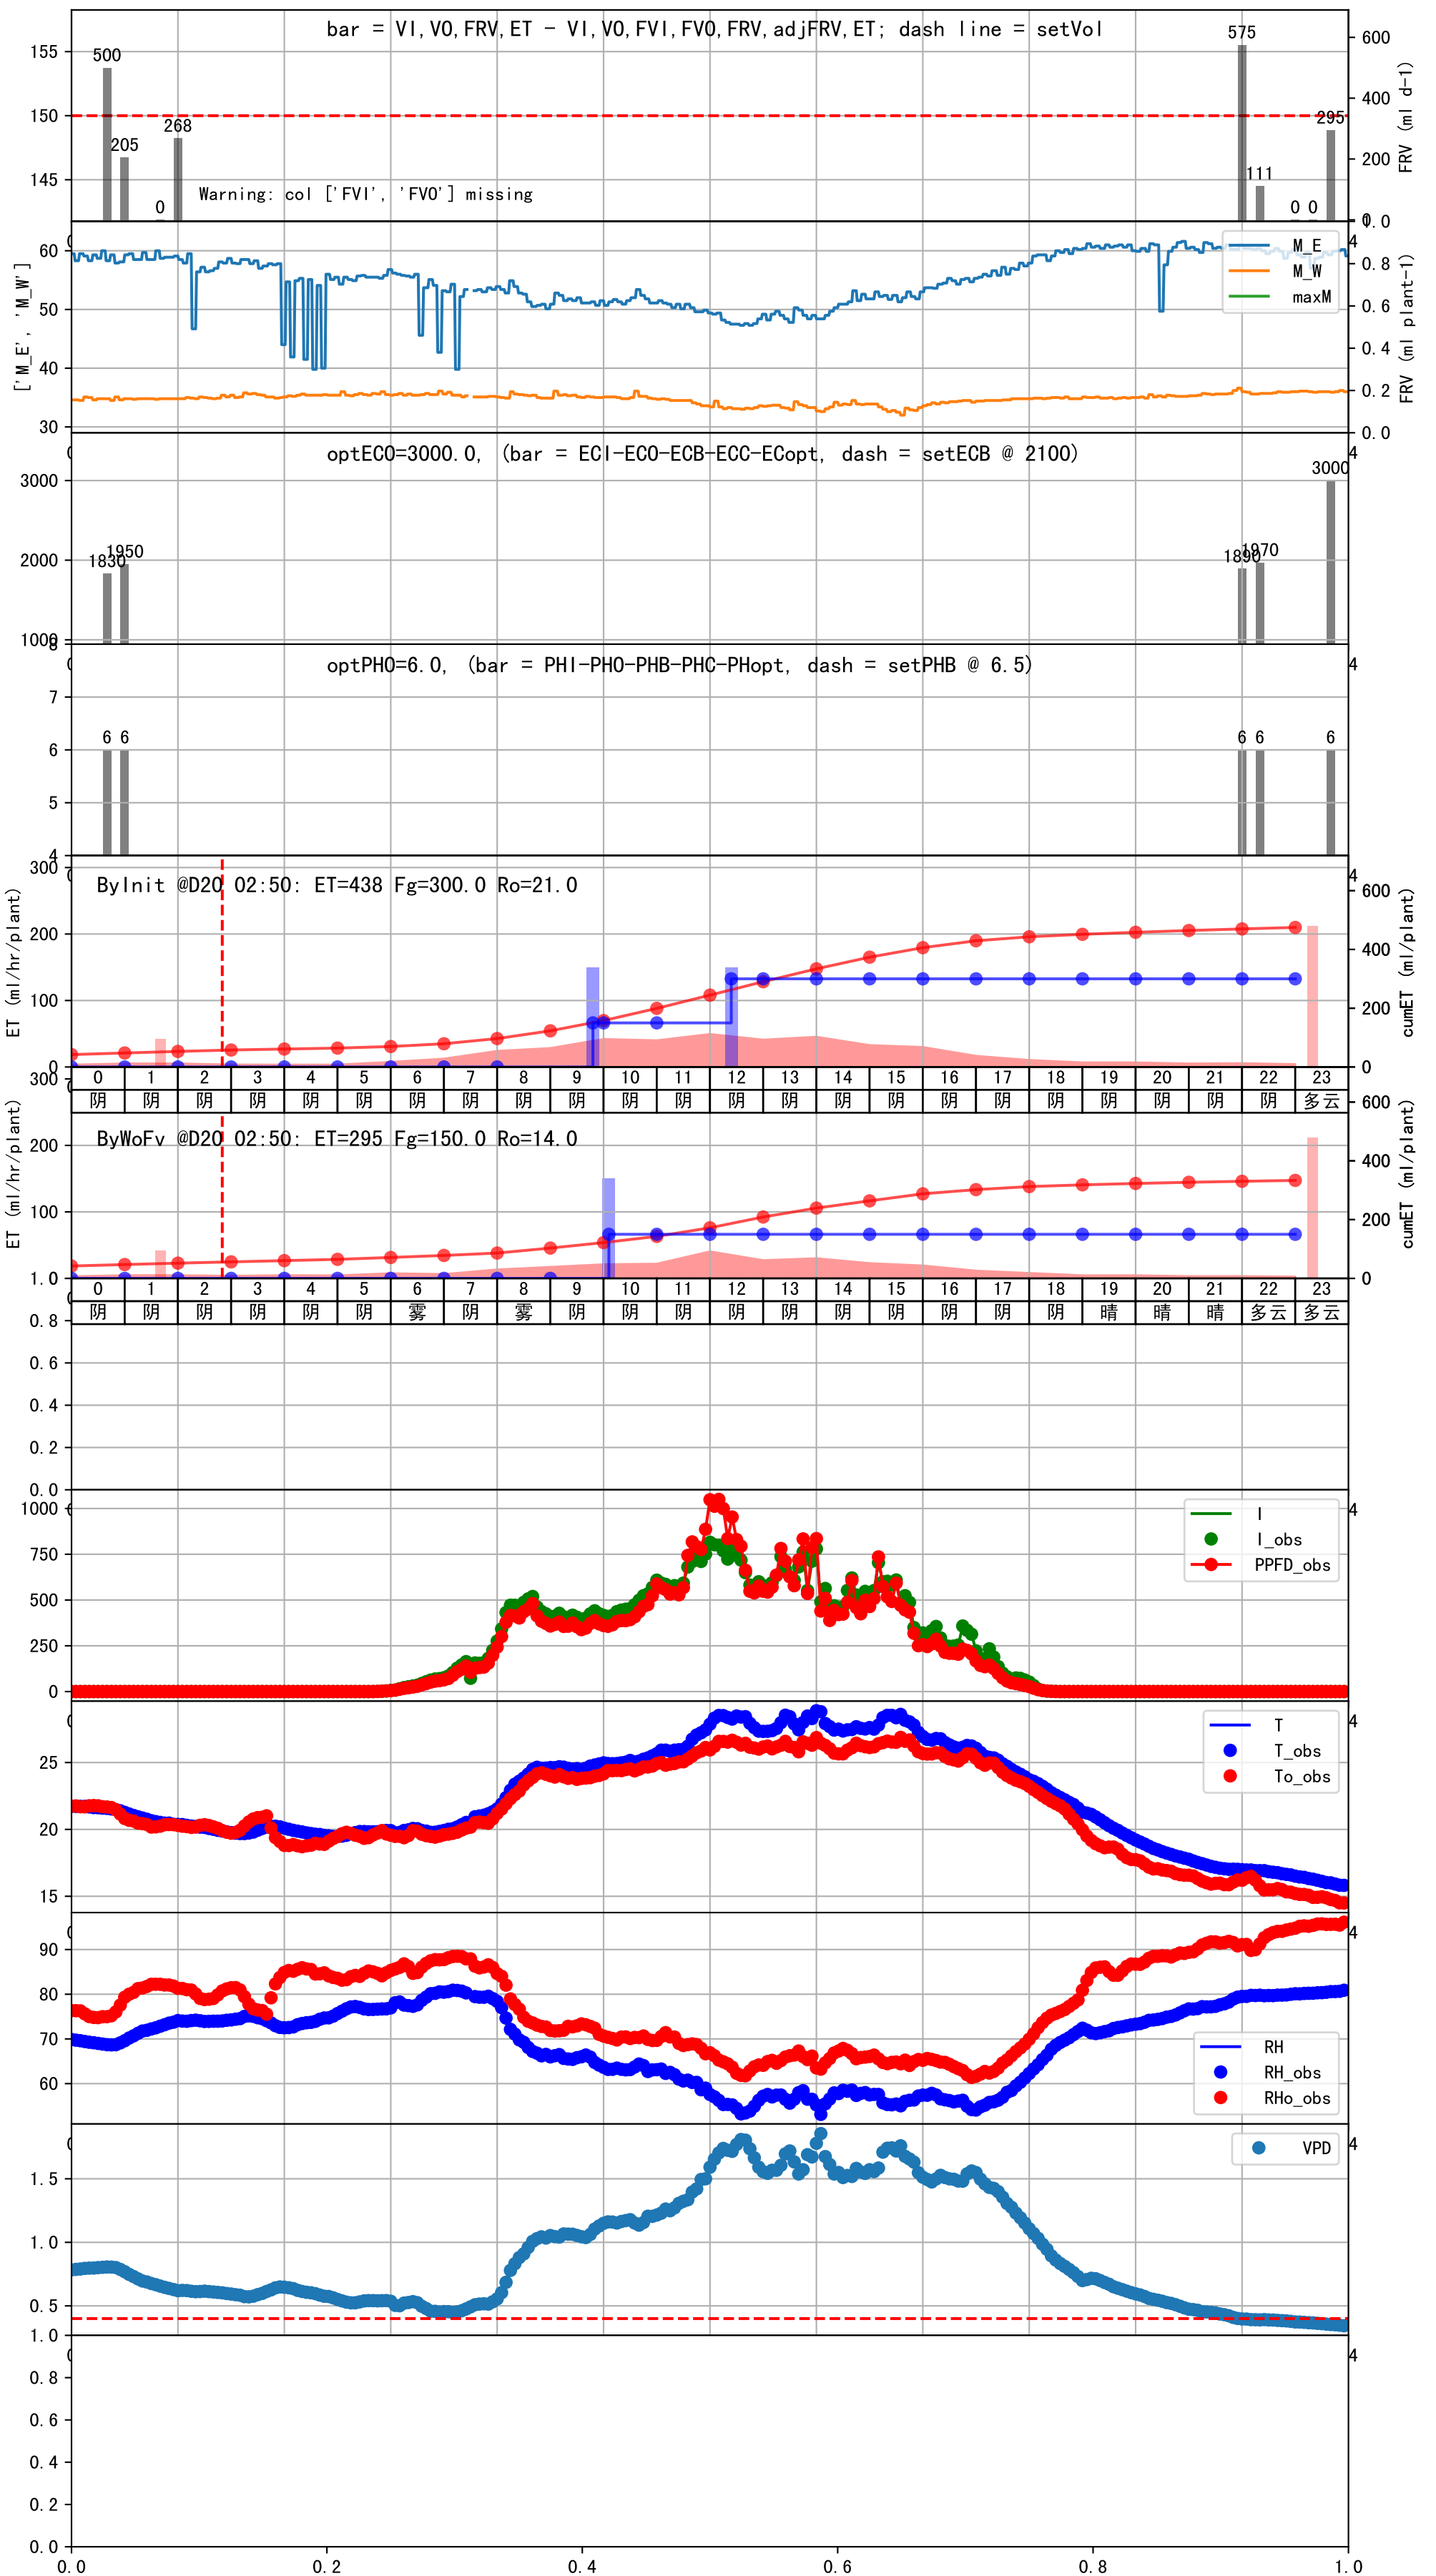 bar = VI,VO,FRV,ET - VI,VO,FVI,FVO,FRV,adjFRV,ET; dash line = setVol
155
150
145
500
205
0
268
575
111
0
0
295
Warning: col ['FVI', 'FVO'] missing
600
400
200
0
FRV (ml d-1)
1.0
['M_E', 'M_W']
60
50
40
30
M_E
M_W
maxM
0.8
0.6
0.4
0.2
0.0
FRV (ml plant-1)
optECO=3000.0, (bar = ECI-ECO-ECB-ECC-ECopt, dash = setECB @ 2100)
3000
2000
1000
1830
1950
1890
1970
3000
optPHO=6.0, (bar = PHI-PHO-PHB-PHC-PHopt, dash = setPHB @ 6.5)
8
7
6
5
4
6 6
6 6
6
ByInit @D20 02:50: ET=438 Fg=300.0 Ro=21.0
ET (ml/hr/plant)
300
200
100
0
600
400
200
0
cumET (ml/plant)
0 1 2 3 4 5 6 7 8 9 10 11 12 13 14 15 16 17 18 19 20 21 22 23
阴 阴 阴 阴 阴 阴 阴 阴 阴 阴 阴 阴 阴 阴 阴 阴 阴 阴 阴 阴 阴 阴 阴 多云
ByWoFv @D20 02:50: ET=295 Fg=150.0 Ro=14.0
ET (ml/hr/plant)
300
200
100
600
400
200
0
cumET (ml/plant)
0 1 2 3 4 5 6 7 8 9 10 11 12 13 14 15 16 17 18 19 20 21 22 23
阴 阴 阴 阴 阴 阴 雾 阴 雾 阴 阴 阴 阴 阴 阴 阴 阴 阴 阴 晴 晴 晴 多云 多云
1.0
0.8
0.6
0.4
0.2
0.0
1000
750
500
250
0
I
I_obs
PPFD_obs
25
20
15
T
T_obs
To_obs
90
80
70
60
RH
RH_obs
RHo_obs
1.5
1.0
0.5
VPD
1.0
0.8
0.6
0.4
0.2
0.0
0.0 0.2 0.4 0.6 0.8 1.0